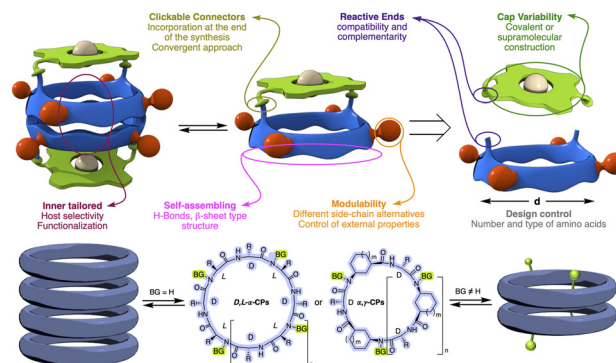 Clickable Connectors
Incorporation at the end
of the synthesis
Convergent approach
Reactive Ends
compatibility and
complementarity
Cap Variability
Covalent or
supramolecular
construction
Inner tailored
Host selectivity
Functionalization
Self-assembling
H-Bonds, β-sheet type
structure
Modulability
Different side-chain alternatives
Control of external properties
d
Design control
Number and type of amino acids
BG = H
D,L-α-CPs
or
D α,γ-CPs
BG ≠ H